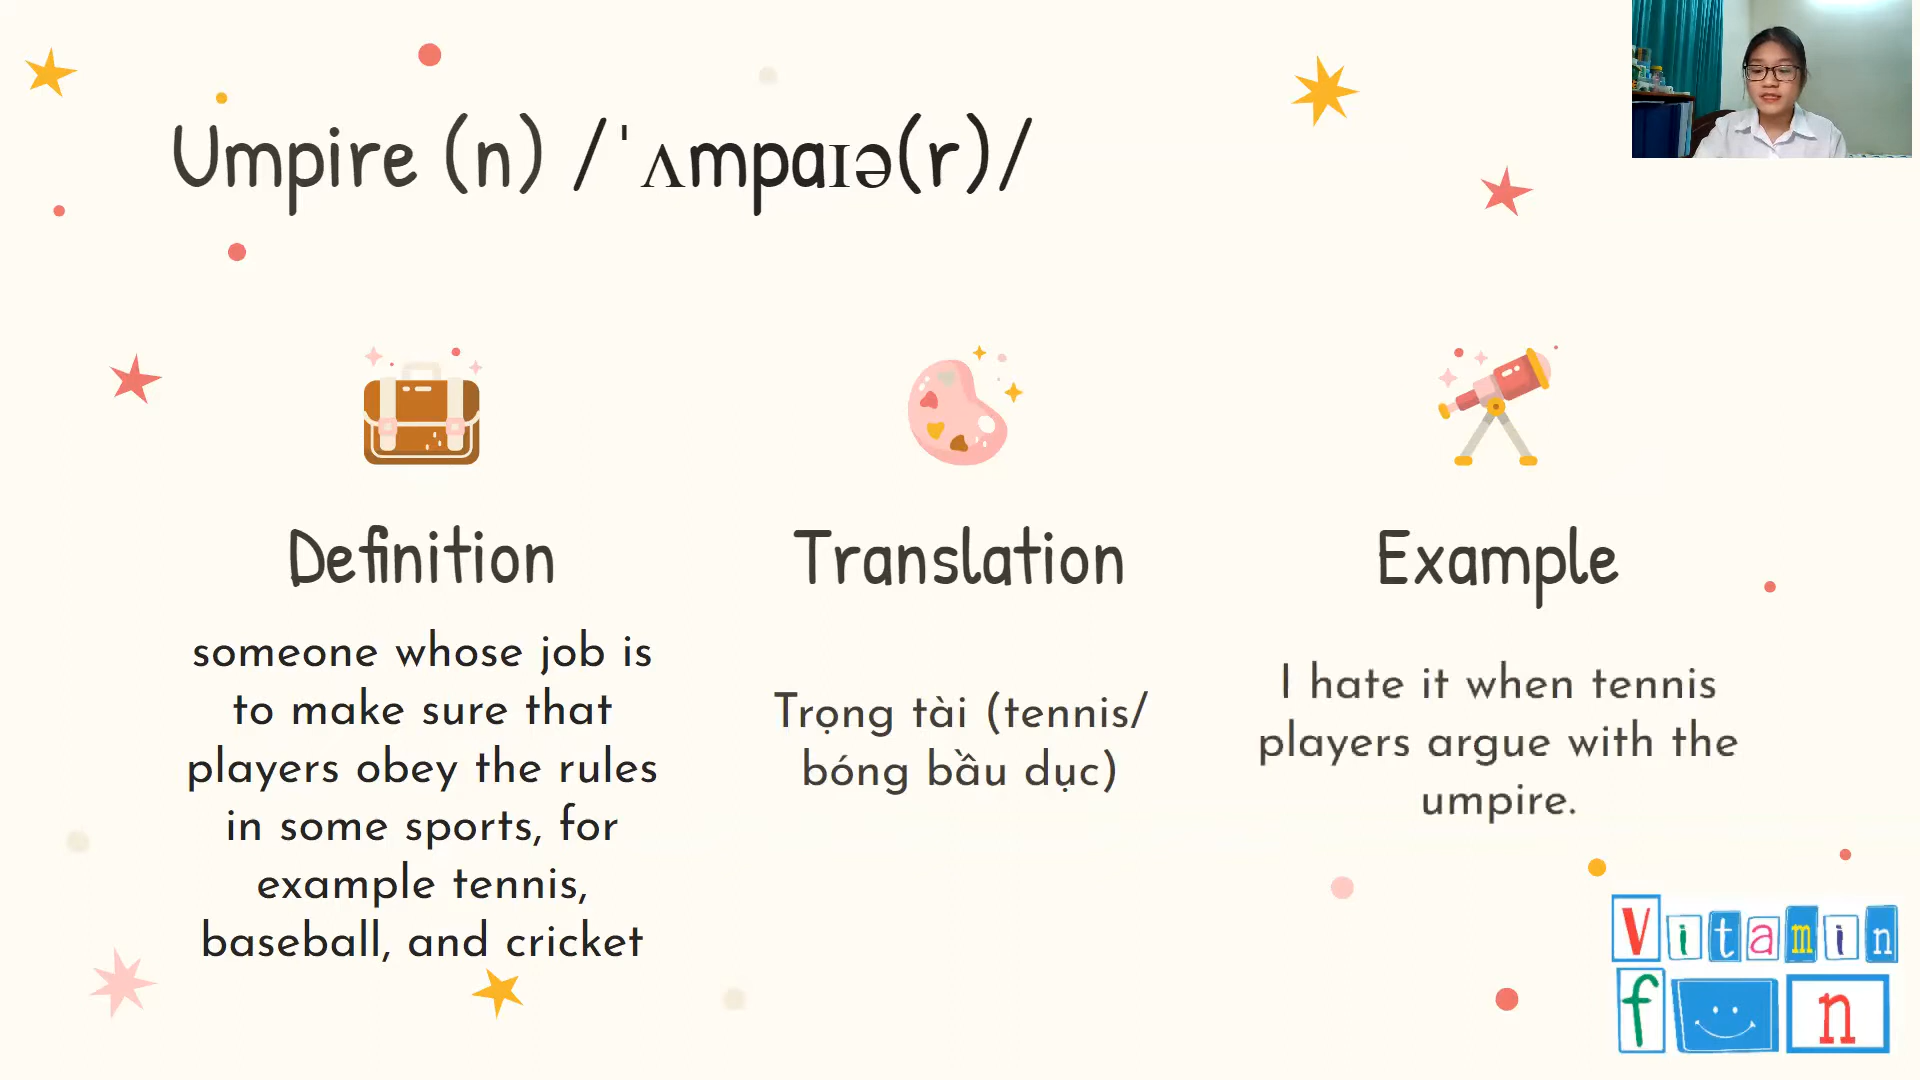 Umpire (n) /ˈʌmpaɪə(r)/
Definition
someone whose job is
to make sure that
players obey the rules
in some sports, for
example tennis,
baseball, and cricket
Translation
Trọng tài (tennis/
bóng bầu dục)
Example
I hate it when tennis
players argue with the
umpire.
Vitamin
fun